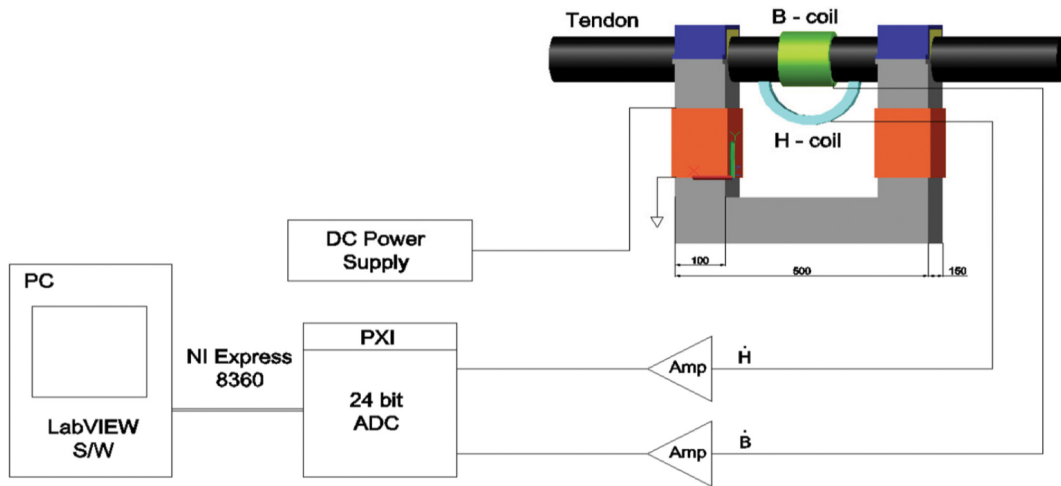 Tendon
B - coil
H - coil
Y
X
100
500
150
DC Power
Supply
PC
LabVIEW
S/W
NI Express
8360
PXI
24 bit
ADC
Amp
Ḣ
Amp
Ḃ